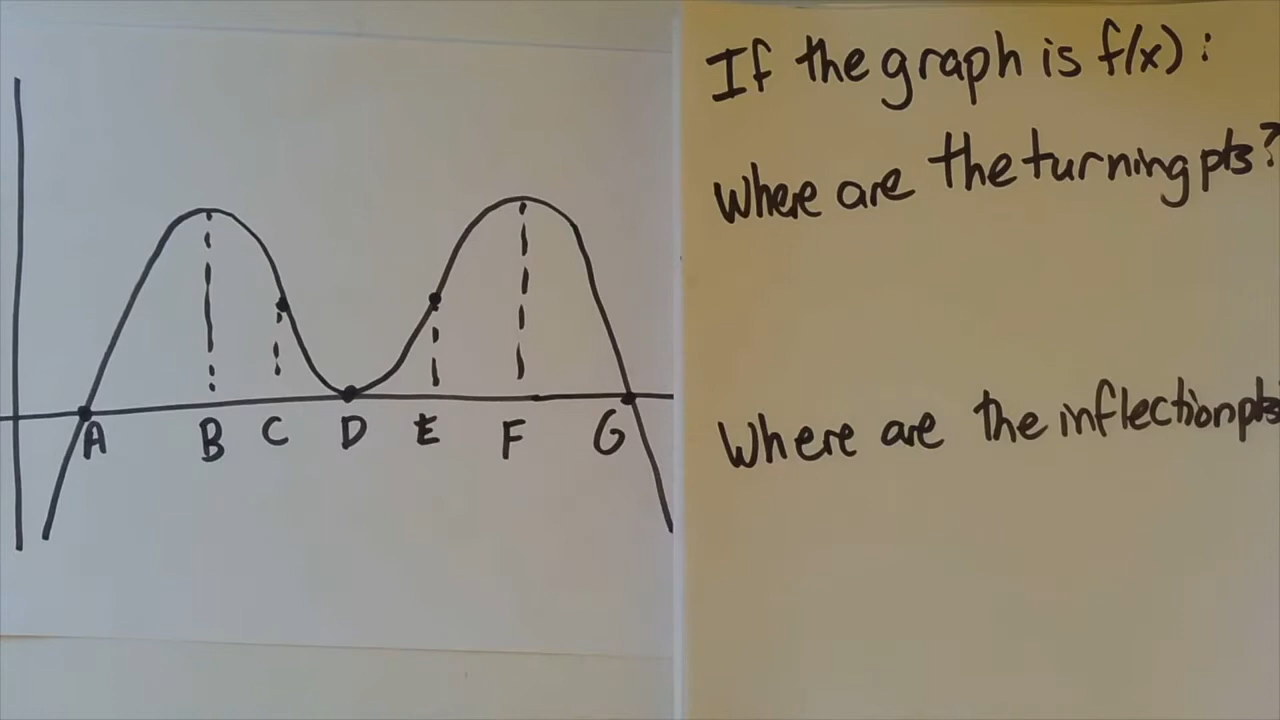 A B C D E F G
If the graph is f(x):
Where are the turning pts?
Where are the inflection pts